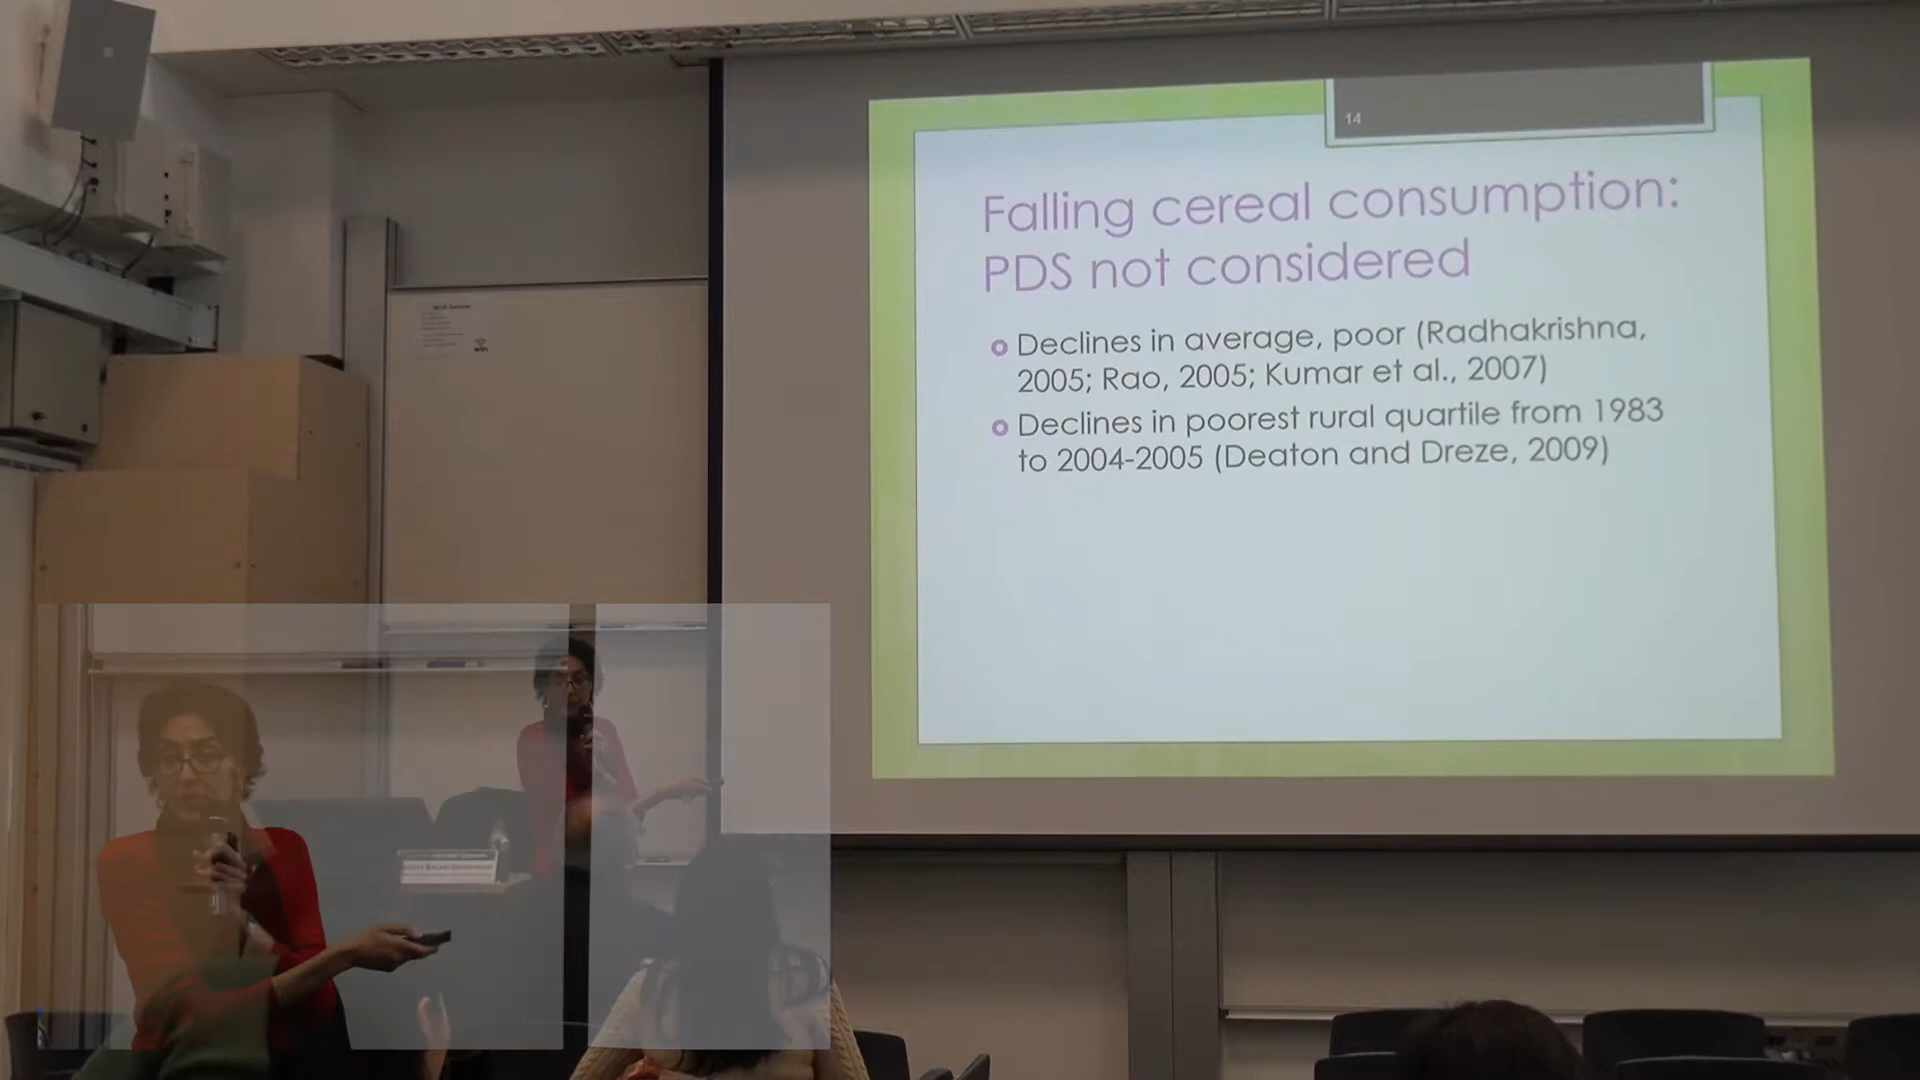 14
Falling cereal consumption:
PDS not considered
Declines in average, poor (Radhakrishna,
2005; Rao, 2005; Kumar et al., 2007)
Declines in poorest rural quartile from 1983
to 2004-2005 (Deaton and Dreze, 2009)